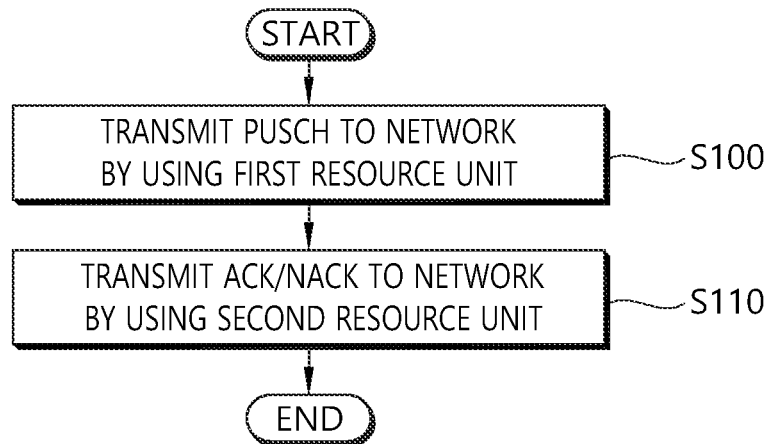 START
TRANSMIT PUSCH TO NETWORK
BY USING FIRST RESOURCE UNIT
S100
TRANSMIT ACK/NACK TO NETWORK
BY USING SECOND RESOURCE UNIT
S110
END